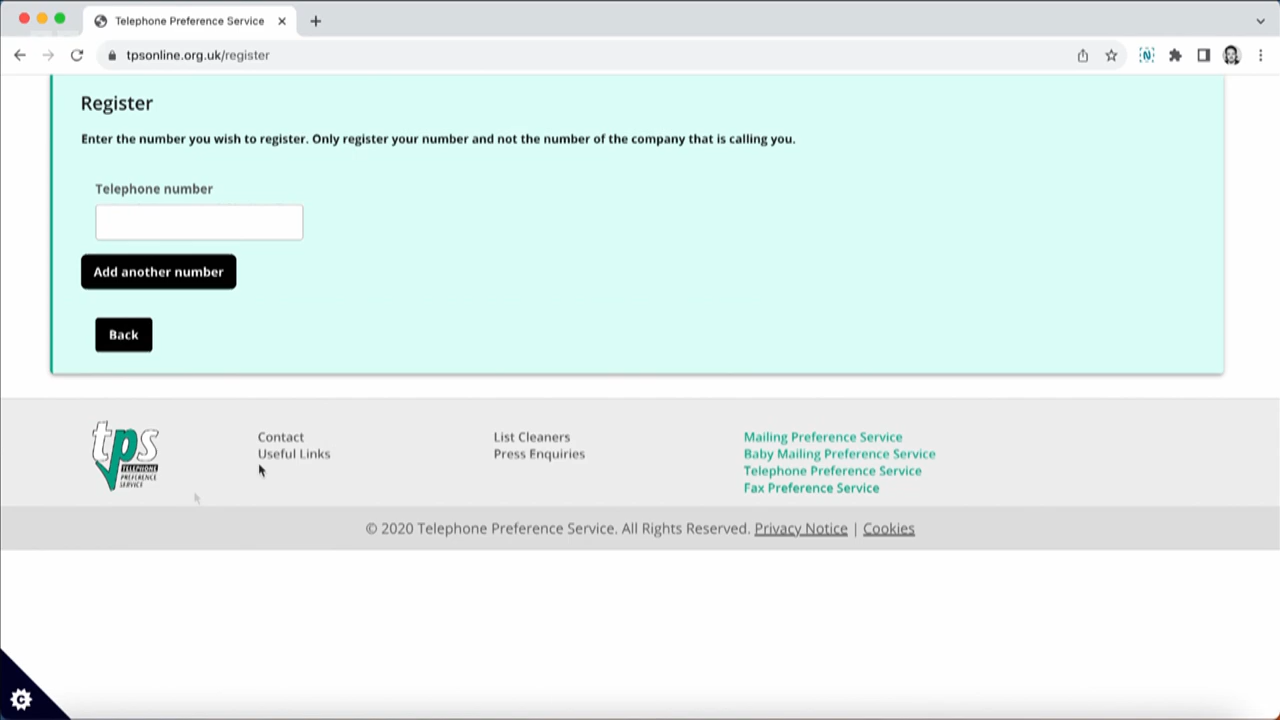 Telephone Preference Service
tpsonline.org.uk/register
Register
Enter the number you wish to register. Only register your number and not the number of the company that is calling you.
Telephone number
Add another number
Back
tps
TELEPHONE
PREFERENCE
SERVICE
Contact
Useful Links
List Cleaners
Press Enquiries
Mailing Preference Service
Baby Mailing Preference Service
Telephone Preference Service
Fax Preference Service
© 2020 Telephone Preference Service. All Rights Reserved. Privacy Notice | Cookies